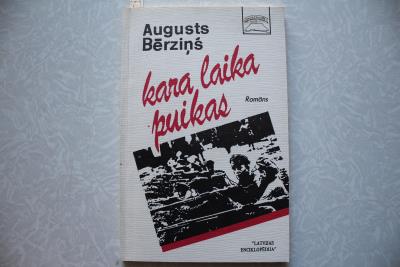 Augusts
Bērziņš
kara laika
puikas
Romāns
"LATVIJAS
ENCIKLOPĒDIJA"